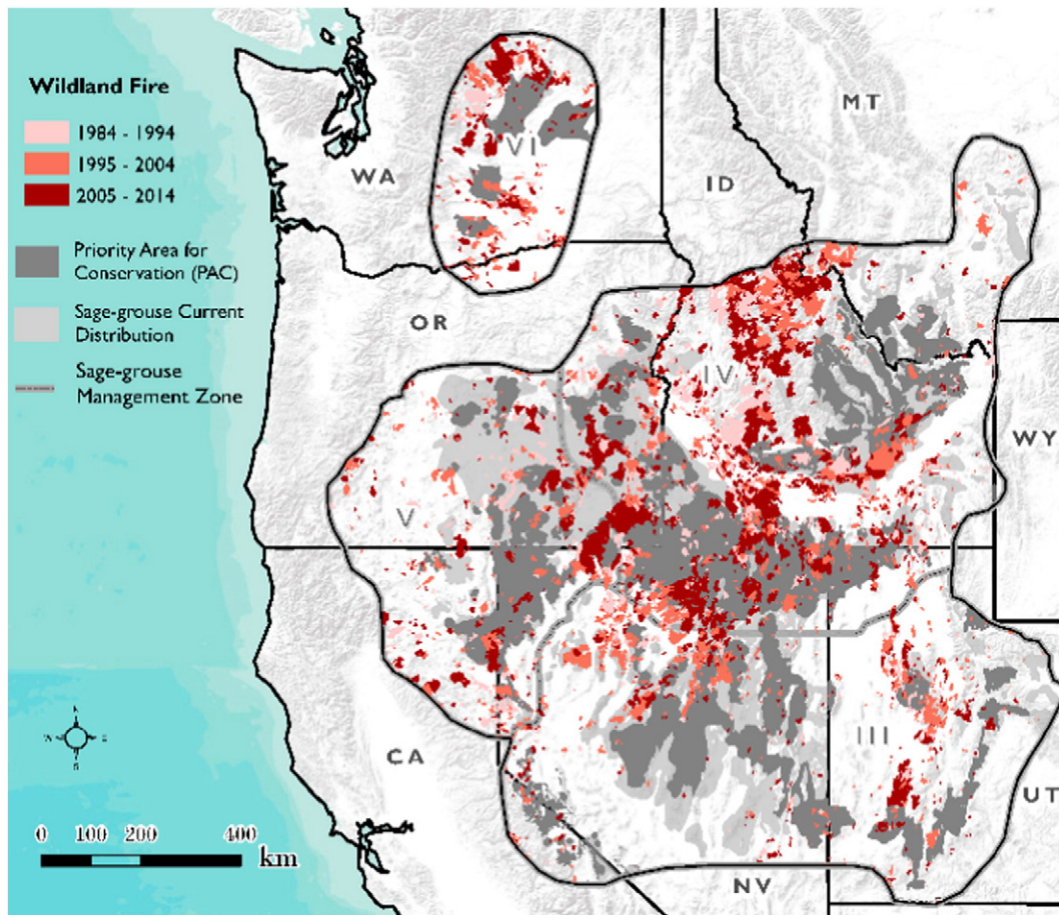 Wildland Fire
1984 - 1994
1995 - 2004
2005 - 2014
Priority Area for
Conservation (PAC)
Sage-grouse Current
Distribution
Sage-grouse
Management Zone
WA
VI
ID
MT
OR
IV
WY
V
III
CA
NV
UT
N
W
E
S
0 100 200 400
km